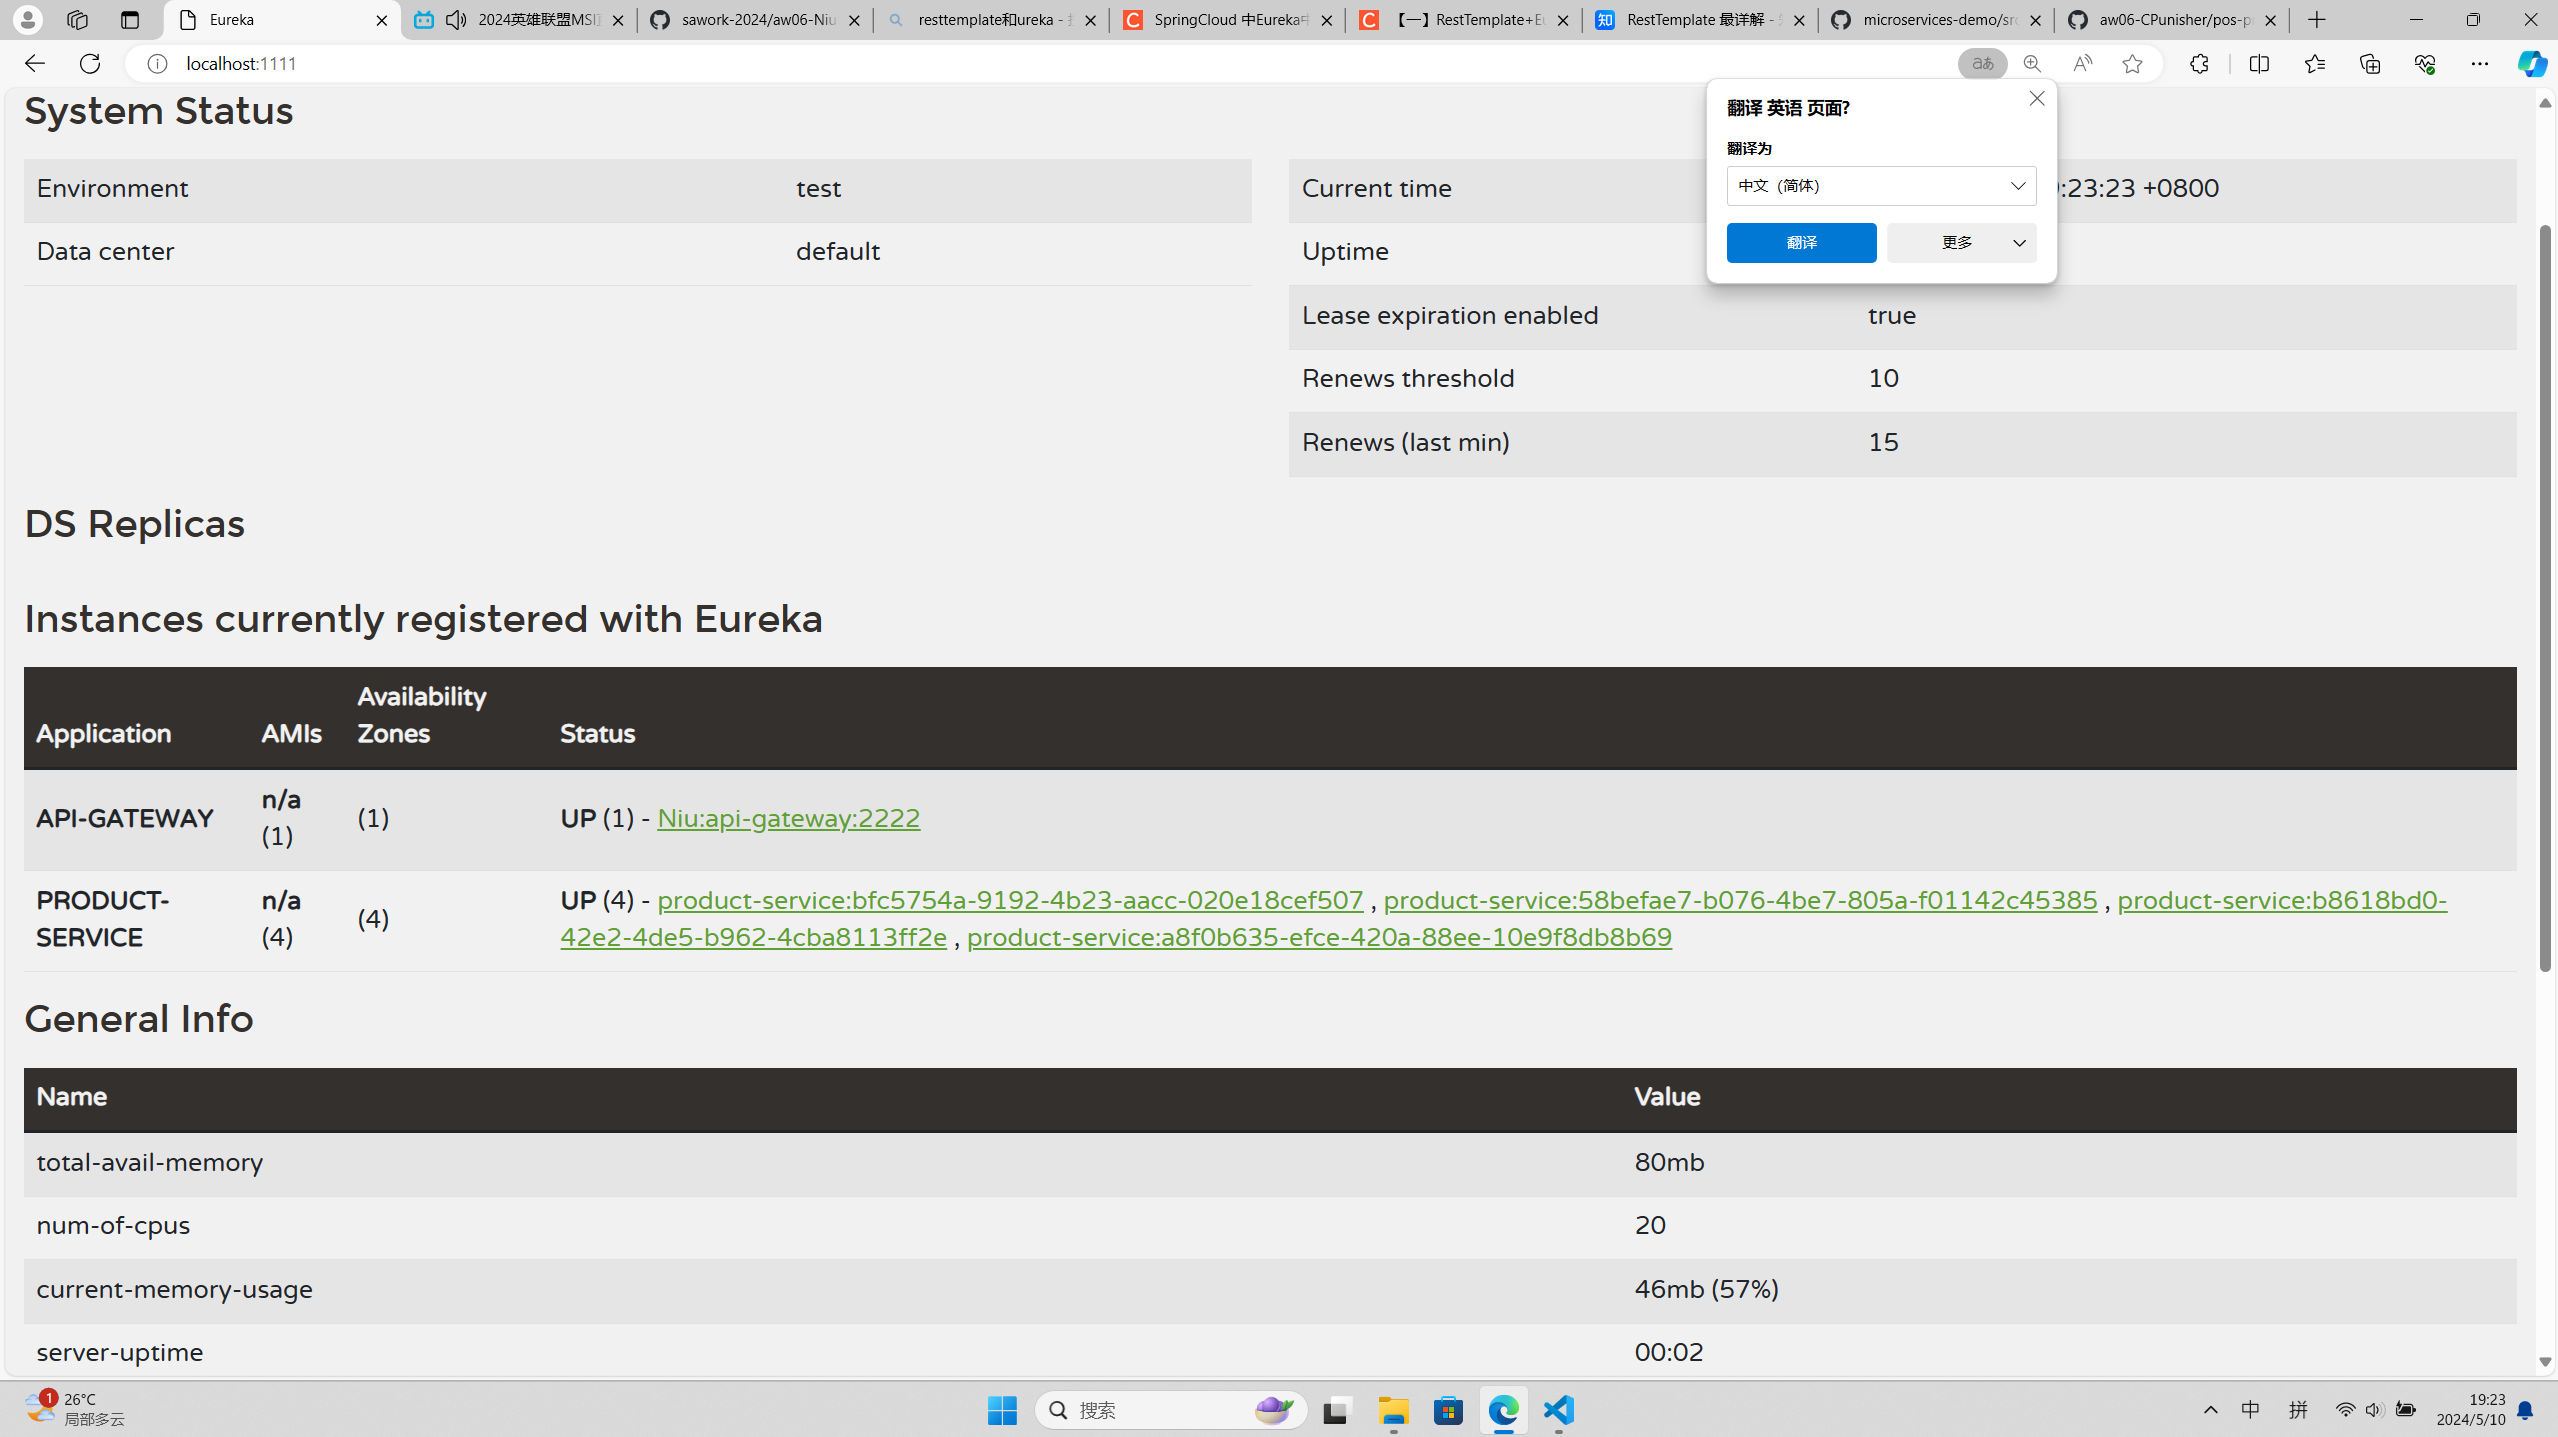 Eureka
2024英雄联盟MSI
sawork-2024/aw06-Niu
resttemplate和ureka -
SpringCloud 中Eureka
【一】RestTemplate+Eu
RestTemplate 最详解 -
microservices-demo/src
aw06-CPunisher/pos-p
localhost:1111
翻译 英语 页面?
翻译为
中文 (简体)
翻译
更多
System Status
Environment test
Data center default
Current time :23:23 +0800
Uptime
Lease expiration enabled true
Renews threshold 10
Renews (last min) 15
DS Replicas
Instances currently registered with Eureka
Application AMIs Availability Zones Status
API-GATEWAY n/a (1) (1) UP (1) - Niu:api-gateway:2222
PRODUCT-SERVICE n/a (4) (4) UP (4) - product-service:bfc5754a-9192-4b23-aacc-020e18cef507 , product-service:58befae7-b076-4be7-805a-f01142c45385 , product-service:b8618bd0-
42e2-4de5-b962-4cba8113ff2e , product-service:a8f0b635-efce-420a-88ee-10e9f8db8b69
General Info
Name Value
total-avail-memory 80mb
num-of-cpus 20
current-memory-usage 46mb (57%)
server-uptime 00:02
1
26°C
局部多云
搜索
中
拼
19:23
2024/5/10